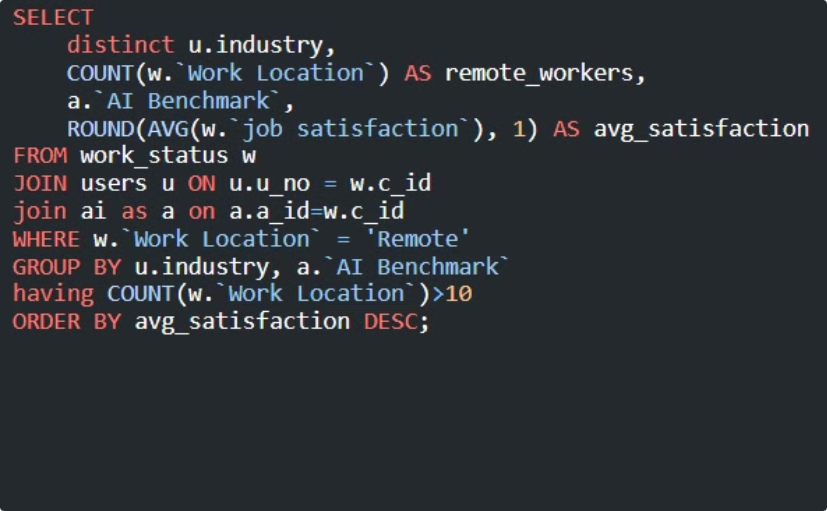 SELECT
distinct u.industry,
COUNT(w.`Work Location`) AS remote_workers,
a.`AI Benchmark`,
ROUND(AVG(w.`job satisfaction`), 1) AS avg_satisfaction
FROM work_status w
JOIN users u ON u.u_no = w.c_id
join ai as a on a.a_id=w.c_id
WHERE w.`Work Location` = 'Remote'
GROUP BY u.industry, a.`AI Benchmark`
having COUNT(w.`Work Location`)>10
ORDER BY avg_satisfaction DESC;